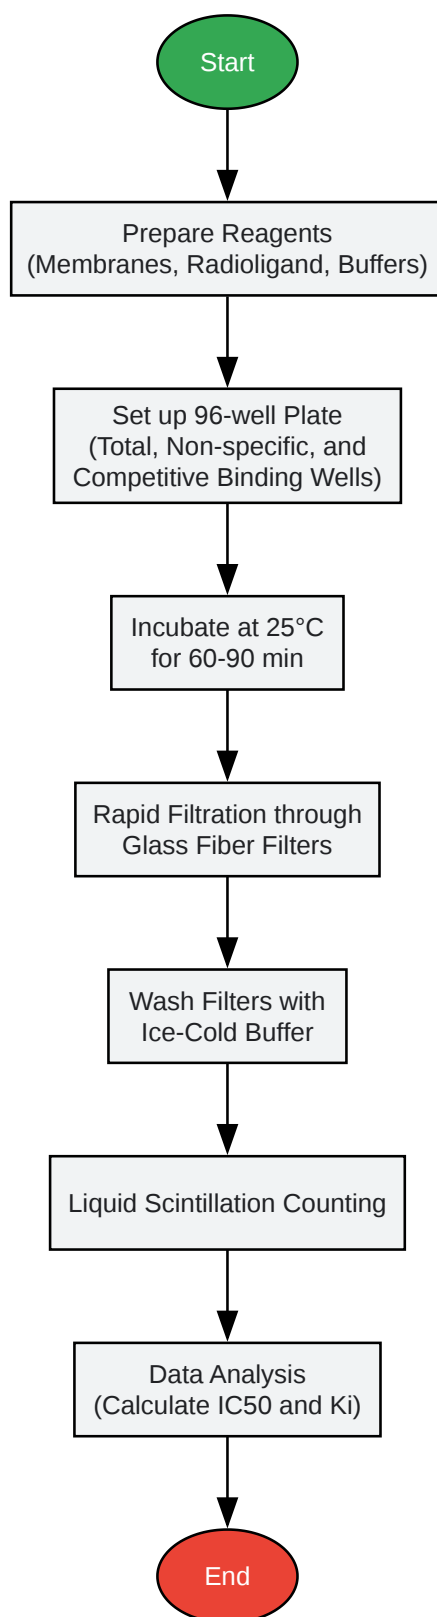 Start
Prepare Reagents
(Membranes, Radioligand, Buffers)
Set up 96-well Plate
(Total, Non-specific, and
Competitive Binding Wells)
Incubate at 25°C
for 60-90 min
Rapid Filtration through
Glass Fiber Filters
Wash Filters with
Ice-Cold Buffer
Liquid Scintillation Counting
Data Analysis
(Calculate IC50 and Ki)
End